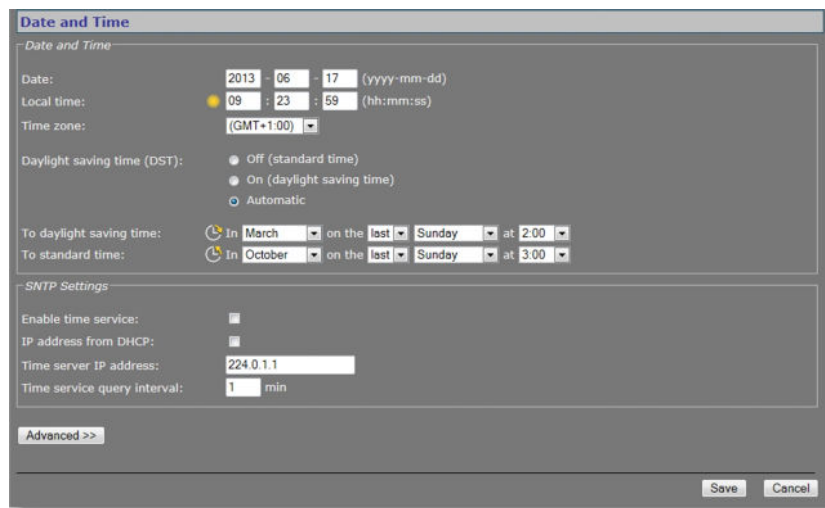 Date and Time
Date and Time
Date: 2013 - 06 - 17 (yyyy-mm-dd)
Local time: 09 : 23 : 59 (hh:mm:ss)
Time zone: (GMT+1:00)
Daylight saving time (DST): Off (standard time)
On (daylight saving time)
Automatic
To daylight saving time: In March on the last Sunday at 2:00
To standard time: In October on the last Sunday at 3:00
SNTP Settings
Enable time service:
IP address from DHCP:
Time server IP address: 224.0.1.1
Time service query interval: 1 min
Advanced >>
Save Cancel